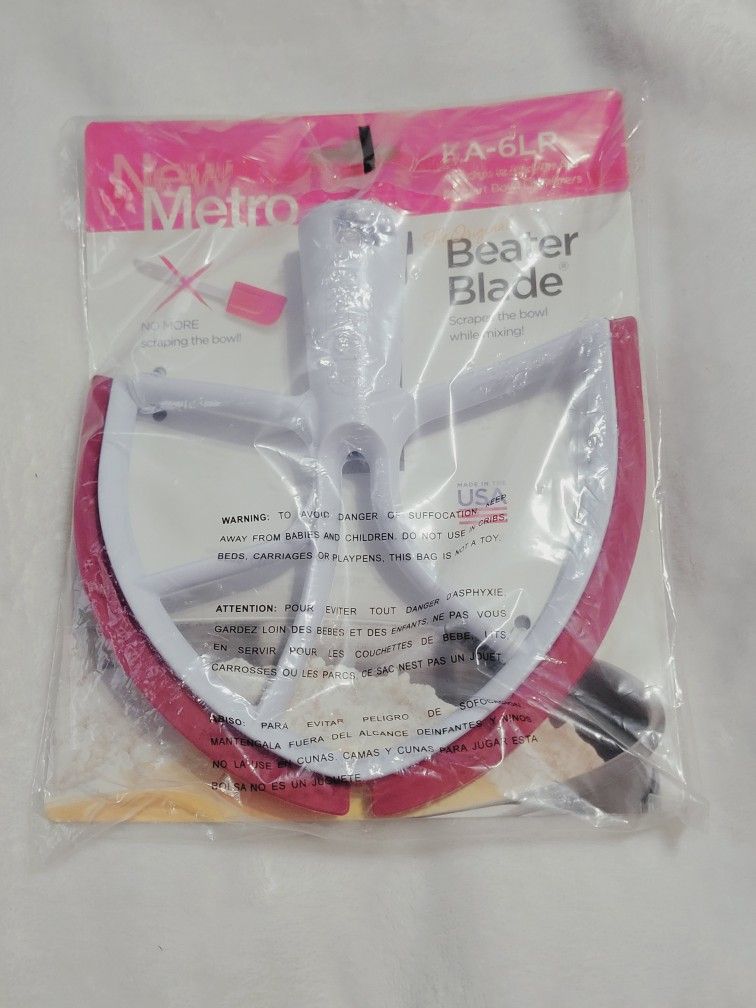 New
Metro
KA-6LR
The Original
Beater
Blade®
Scrapes the bowl
while mixing!
NO MORE
scraping the bowl!
MADE IN THE
USA
WARNING: TO AVOID DANGER OF SUFFOCATION KEEP
AWAY FROM BABIES AND CHILDREN. DO NOT USE IN CRIBS,
BEDS, CARRIAGES OR PLAYPENS, THIS BAG IS NOT A TOY.
ATTENTION: POUR EVITER TOUT DANGER DASPHYXIE,
GARDEZ LOIN DES BEBES ET DES ENFANTS, NE PAS VOUS
EN SERVIR POUR LES COUCHETTES DE BEBE, LITS
CARROSSES OU LES PARCS, CE SAC NEST PAS UN JOUET.
ABISO: PARA EVITAR PELIGRO DE
MANTENGALA FUERA DEL ALCANCE DEINFANTES Y NINOS
NO LA USE EN CUNAS, CAMAS Y CUNAS PARA JUGAR ESTA
BOLSA NO ES UN JUGUETE.